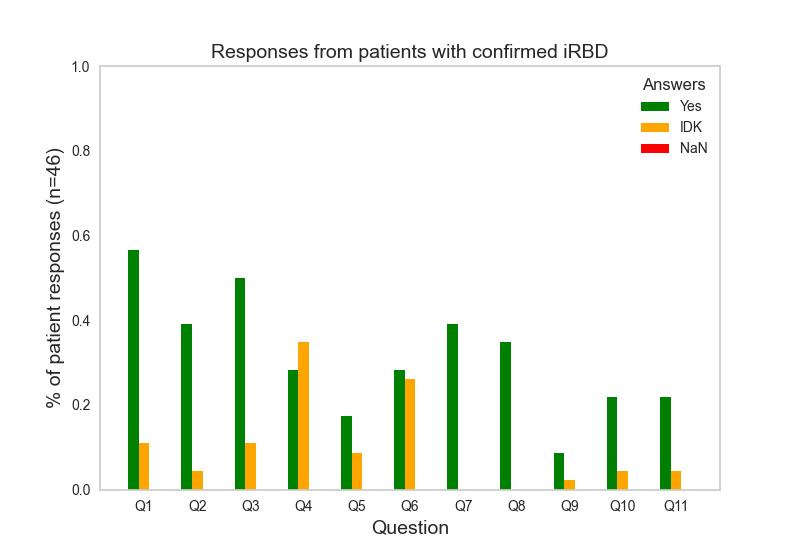 Responses from patients with confirmed iRBD
1.0
0.8
0.6
0.4
0.2
0.0
% of patient responses (n=46)
Answers
Yes
IDK
NaN
Q1 Q2 Q3 Q4 Q5 Q6 Q7 Q8 Q9 Q10 Q11
Question